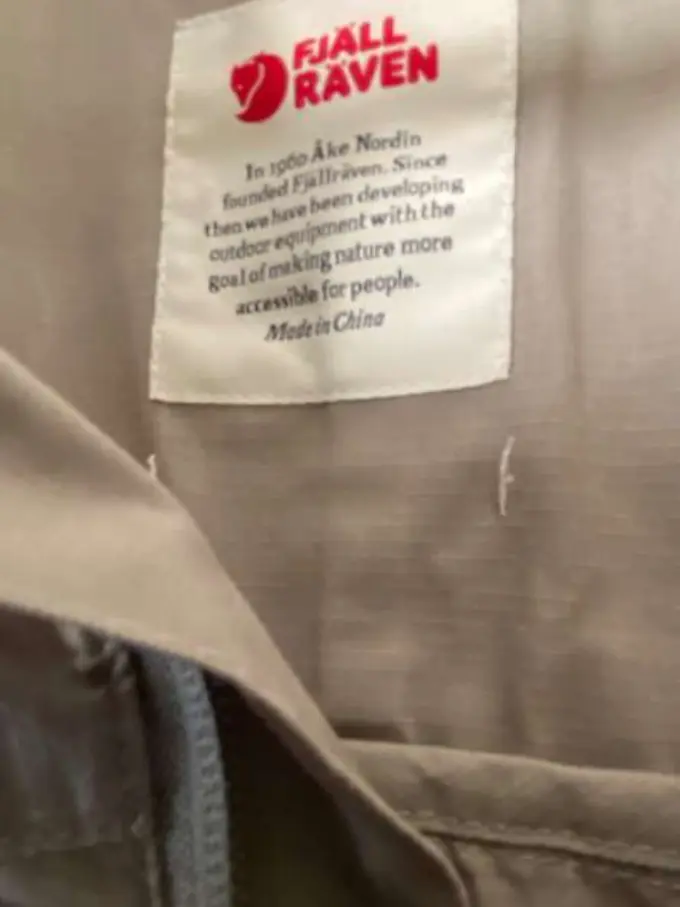 FJÄLL
RÄVEN
In 1960 Åke Nordin
founded Fjällräven. Since
then we have been developing
outdoor equipment with the
goal of making nature more
accessible for people.
Made in China